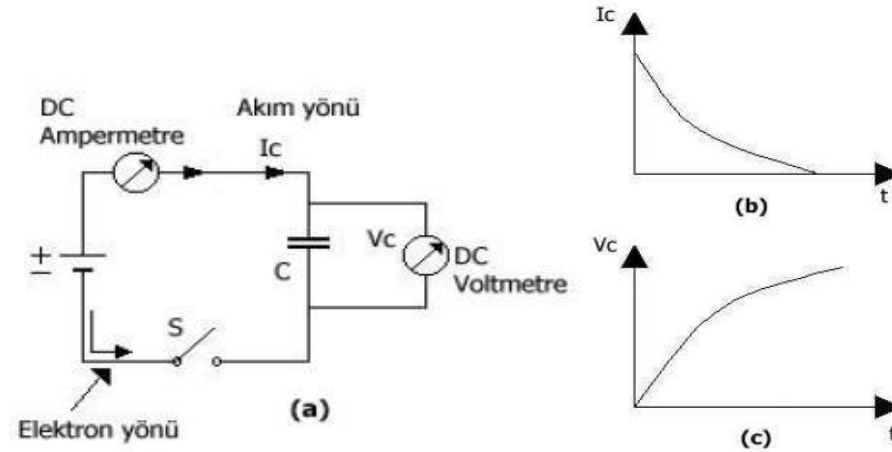 DC
Ampermetre
Akım yönü
Ic
+
−
Vc
C
DC
Voltmetre
S
(a)
Elektron yönü
Ic
t
(b)
Vc
t
(c)